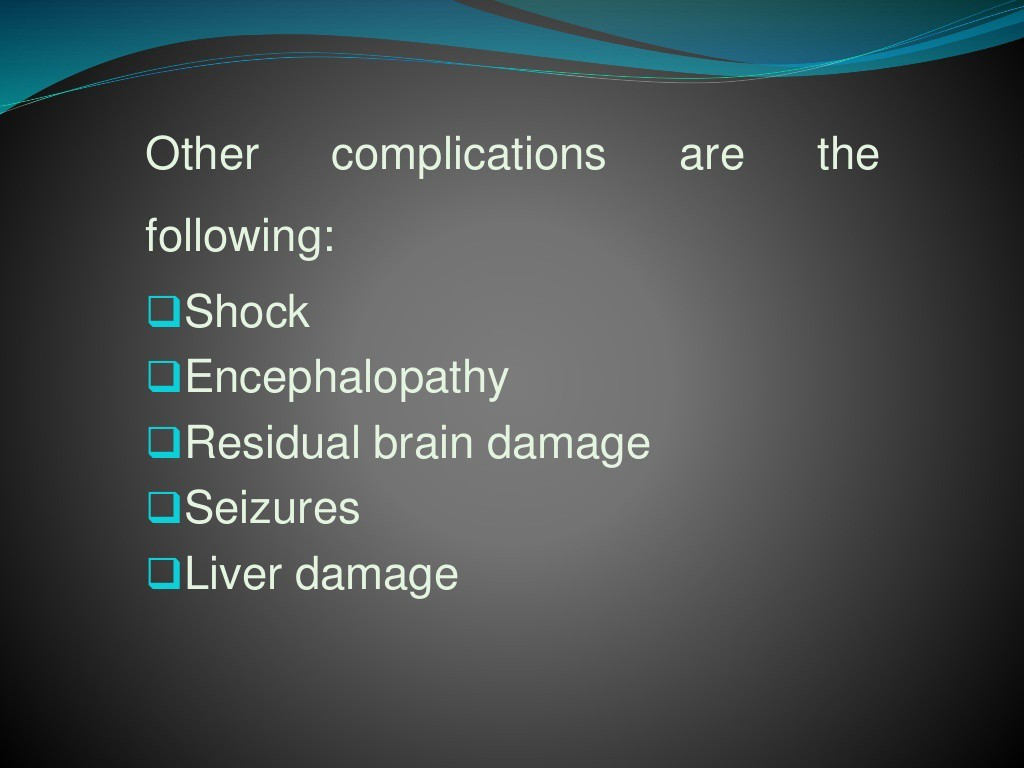 Other complications are the
following:
❑Shock
❑Encephalopathy
❑Residual brain damage
❑Seizures
❑Liver damage